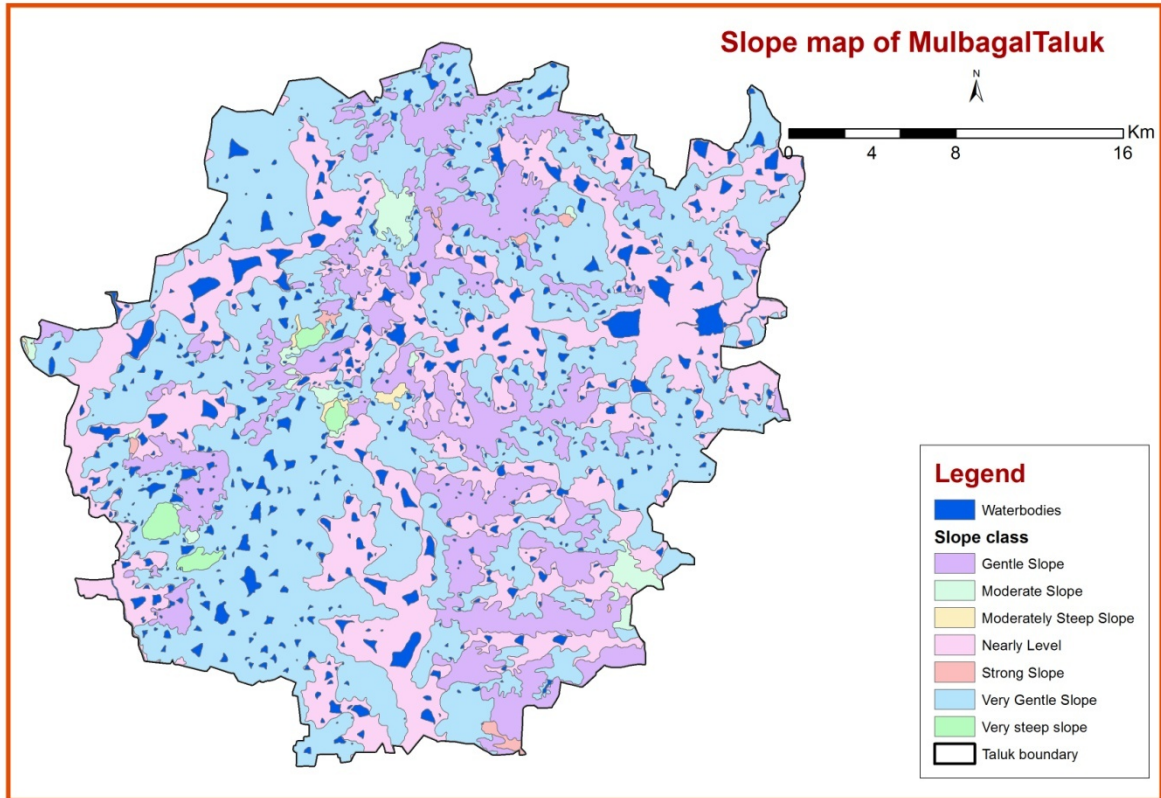 Slope map of MulbagalTaluk
N
Km
0 4 8 16
Legend
Waterbodies
Slope class
Gentle Slope
Moderate Slope
Moderately Steep Slope
Nearly Level
Strong Slope
Very Gentle Slope
Very steep slope
Taluk boundary